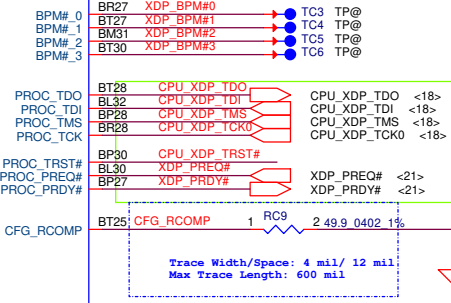 BPM#_0 BR27 XDP_BPM#0 TC3 TP@
BPM#_1 BT27 XDP_BPM#1 TC4 TP@
BPM#_2 BM31 XDP_BPM#2 TC5 TP@
BPM#_3 BT30 XDP_BPM#3 TC6 TP@
PROC_TDO BT28 CPU_XDP_TDO CPU_XDP_TDO <18>
PROC_TDI BL32 CPU_XDP_TDI CPU_XDP_TDI <18>
PROC_TMS BP28 CPU_XDP_TMS CPU_XDP_TMS <18>
PROC_TCK BR28 CPU_XDP_TCK0 CPU_XDP_TCK0 <18>
PROC_TRST# BP30 CPU_XDP_TRST#
PROC_PREQ# BL30 XDP_PREQ# XDP_PREQ# <21>
PROC_PRDY# BP27 XDP_PRDY# XDP_PRDY# <21>
CFG_RCOMP BT25 CFG_RCOMP 1 RC9 2 49.9_0402_1%
Trace Width/Space: 4 mil/ 12 mil
Max Trace Length: 600 mil